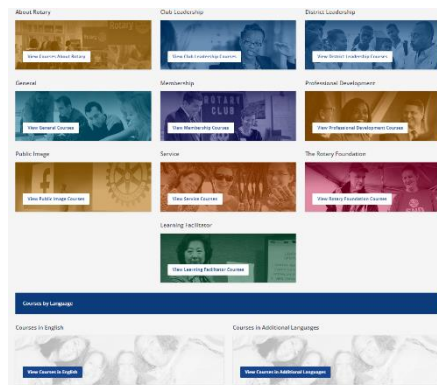 About Rotary
Club Leadership
District Leadership
View Courses About Rotary
View Club Leadership Courses
View District Leadership Courses
General
Membership
Professional Development
ROTARY
CLUB
View General Courses
View Membership Courses
View Professional Development Courses
Public Image
Service
The Rotary Foundation
View Public Image Courses
View Service Courses
View Rotary Foundation Courses
Learning Facilitator
View Learning Facilitator Courses
Courses by Language
Courses in English
Courses in Additional Languages
View Courses in English
View Courses in Additional Languages